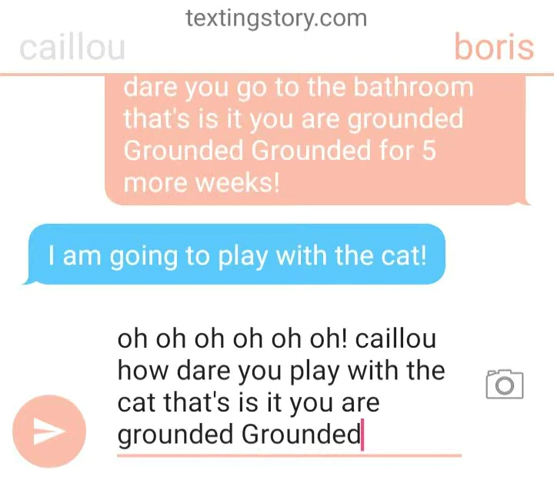 textingstory.com
caillou
boris
dare you go to the bathroom
that's is it you are grounded
Grounded Grounded for 5
more weeks!
I am going to play with the cat!
oh oh oh oh oh oh! caillou
how dare you play with the
cat that's is it you are
grounded Grounded